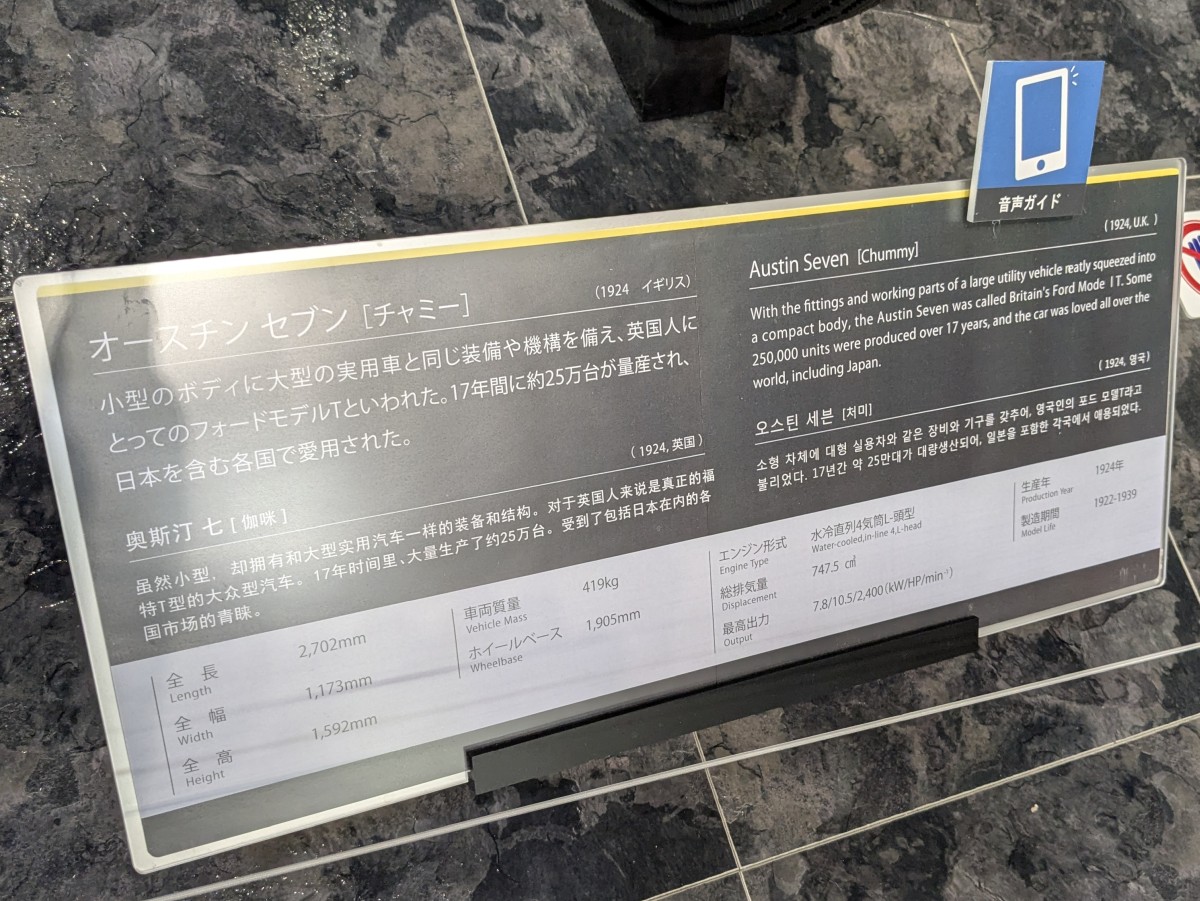 音声ガイド
オースチン セブン［チャミー］
（1924　イギリス）
小型のボディに大型の実用車と同じ装備や機構を備え、英国人に
とってのフォードモデルTといわれた。17年間に約25万台が量産され、
日本を含む各国で愛用された。
奥斯汀 七 [ 伽咪 ]
（ 1924, 英国 ）
虽然小型，却拥有和大型实用汽车一样的装备和结构。对于英国人来说是真正的福
特T型的大众型汽车。17年时间里、大量生产了约25万台。受到了包括日本在内的各
国市场的青睐。
Austin Seven [Chummy]
( 1924, U.K. )
With the fittings and working parts of a large utility vehicle reatly squeezed into
a compact body, the Austin Seven was called Britain's Ford Mode l T. Some
250,000 units were produced over 17 years, and the car was loved all over the
world, including Japan.
오스틴 세븐 [처미]
( 1924, 영국)
소형 차체에 대형 실용차와 같은 장비와 기구를 갖추어, 영국인의 포드 모델T라고
불리었다. 17년간 약 25만대가 대량생산되어, 일본을 포함한 각국에서 애용되었다.
全　長 2,702mm
Length
全　幅 1,173mm
Width
全　高 1,592mm
Height
車両質量 419kg
Vehicle Mass
ホイールベース 1,905mm
Wheelbase
エンジン形式 水冷直列4気筒L-頭型
Engine Type Water-cooled,in-line 4,L-head
総排気量 747.5 ㎤
Displacement
最高出力 7.8/10.5/2,400 (kW/HP/min⁻¹)
Output
生産年 1924年
Production Year
製造期間 1922-1939
Model Life